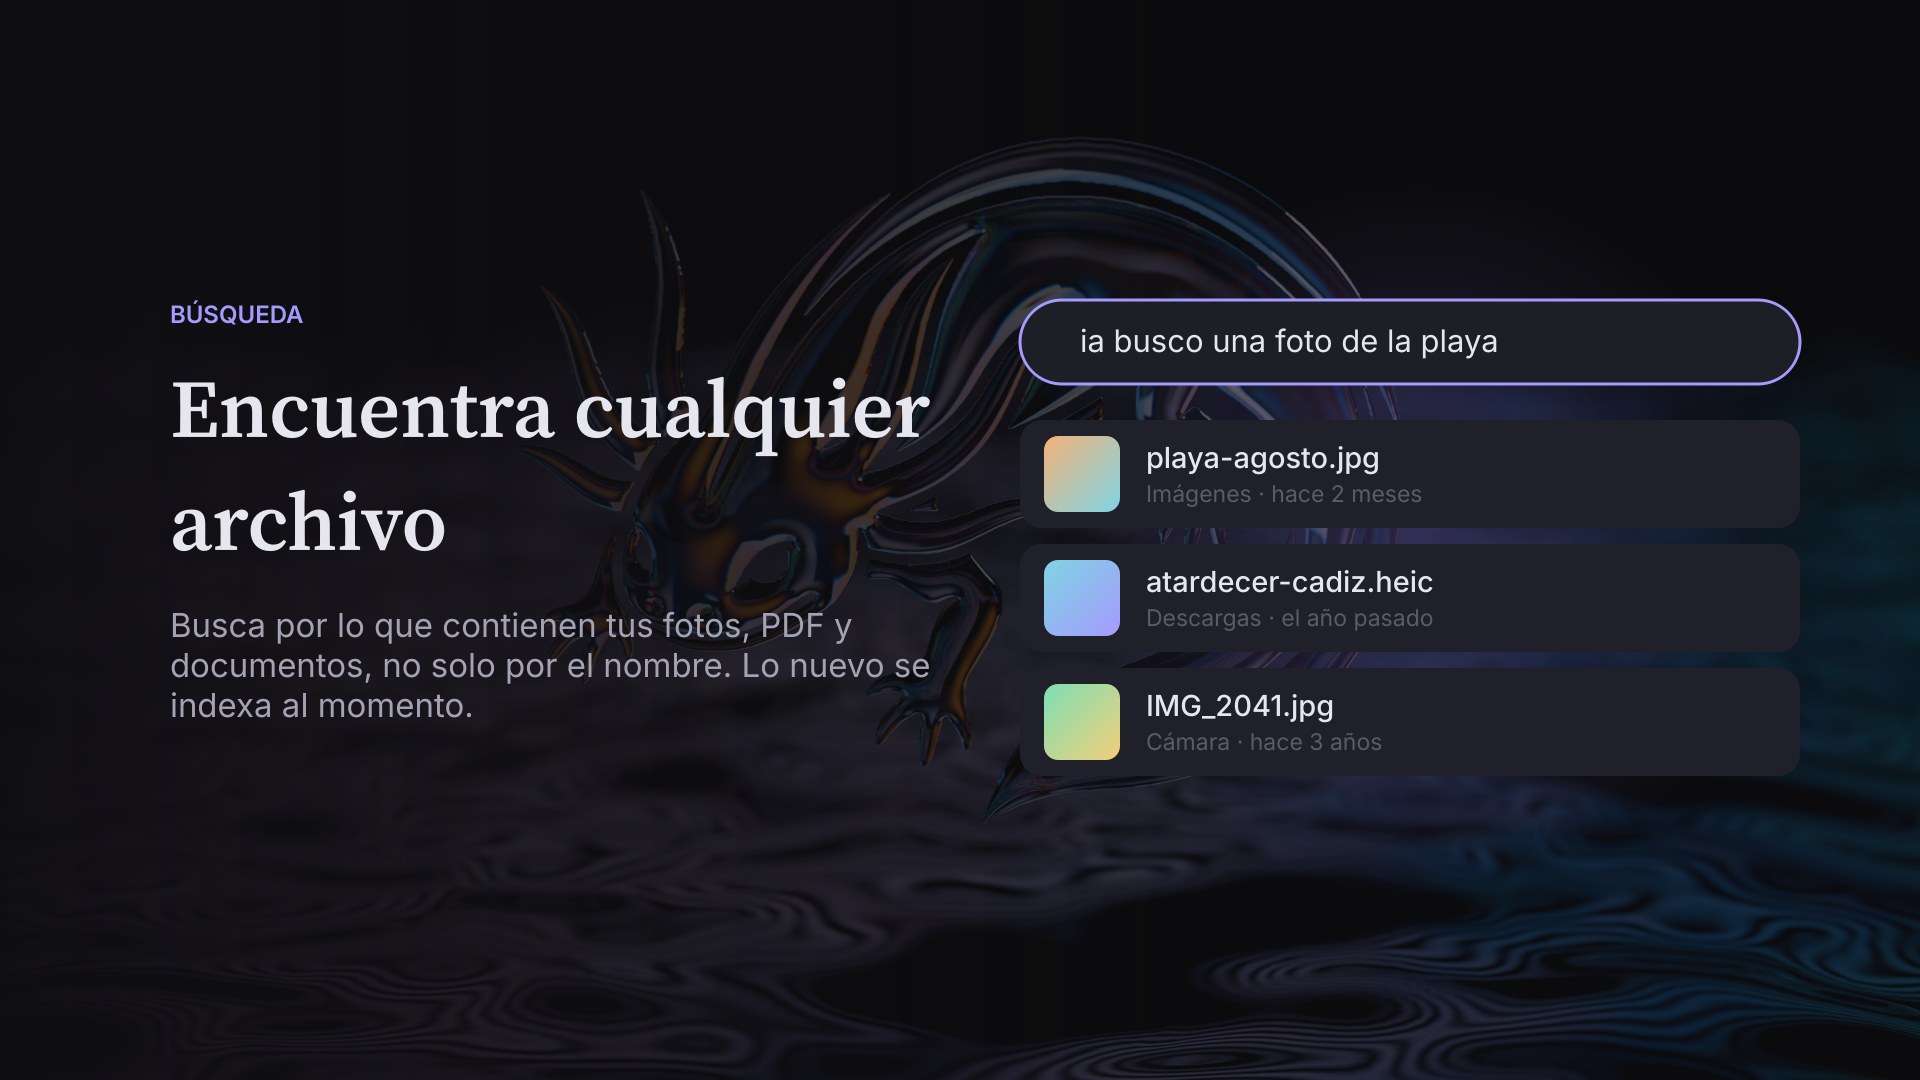 BÚSQUEDA
Encuentra cualquier
archivo
Busca por lo que contienen tus fotos, PDF y
documentos, no solo por el nombre. Lo nuevo se
indexa al momento.
ia busco una foto de la playa
playa-agosto.jpg
Imágenes · hace 2 meses
atardecer-cadiz.heic
Descargas · el año pasado
IMG_2041.jpg
Cámara · hace 3 años